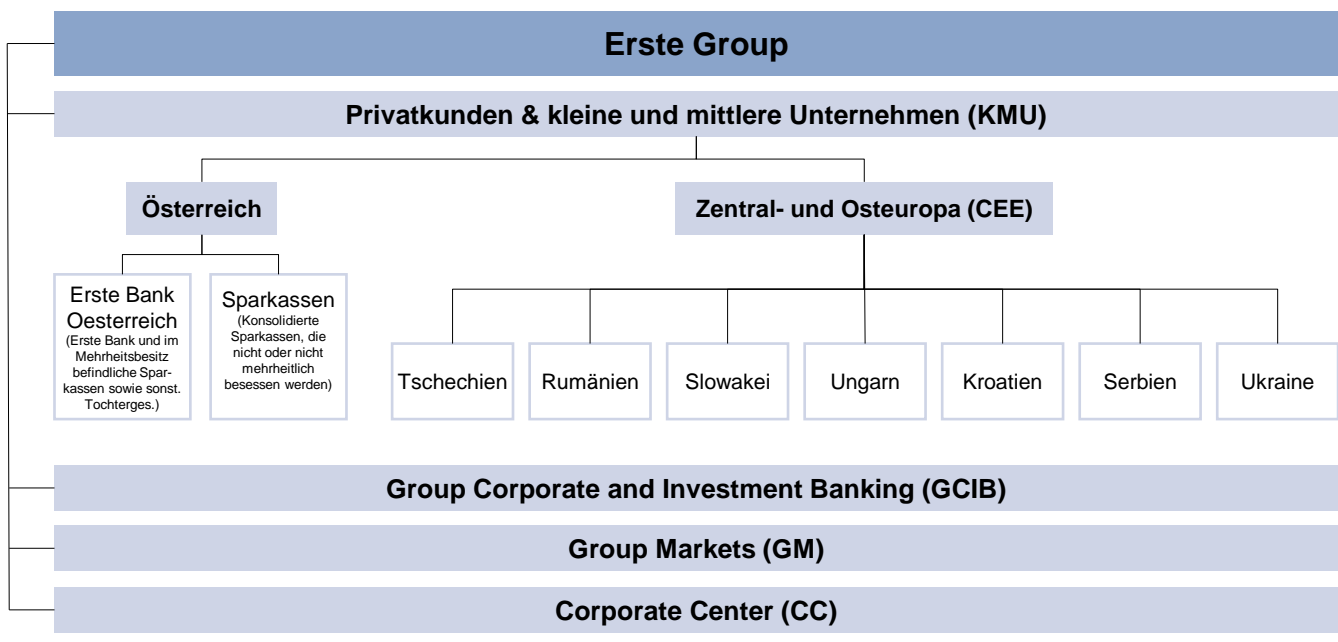 Erste Group
Privatkunden & kleine und mittlere Unternehmen (KMU)
Österreich
Zentral- und Osteuropa (CEE)
Erste Bank
Oesterreich
(Erste Bank und im
Mehrheitsbesitz
befindliche Spar-
kassen sowie sonst.
Tochterges.)
Sparkassen
(Konsolidierte
Sparkassen, die
nicht oder nicht
mehrheitlich
besessen werden)
Tschechien
Rumänien
Slowakei
Ungarn
Kroatien
Serbien
Ukraine
Group Corporate and Investment Banking (GCIB)
Group Markets (GM)
Corporate Center (CC)